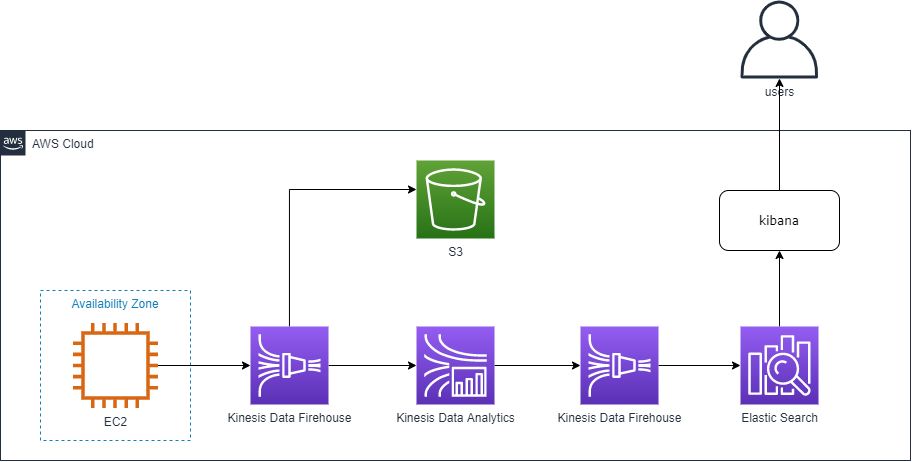 users
aws
AWS Cloud
kibana
S3
Availability Zone
EC2
Kinesis Data Firehouse
Kinesis Data Analytics
Kinesis Data Firehouse
Elastic Search